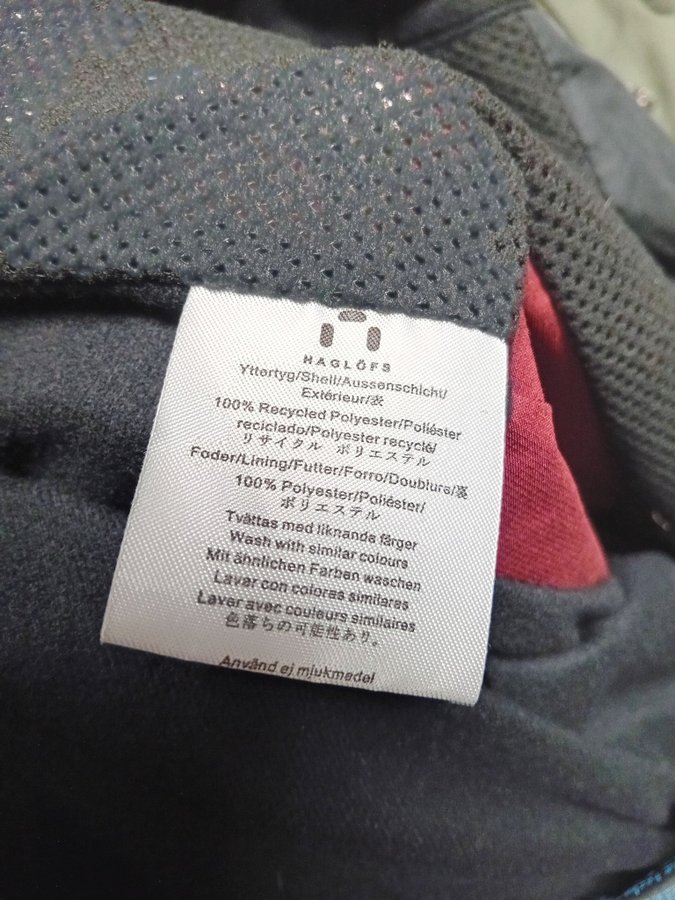 HAGLÖFS
Yttertyg/Shell/Aussenschicht/
Extérieur/表
100% Recycled Polyester/Poliéster
reciclado/Polyester recyclé/
リサイクル ポリエステル
Foder/Lining/Futter/Forro/Doublure/裏
100% Polyester/Poliéster/
ポリエステル
Tvättas med liknande färger
Wash with similar colours
Mit ähnlichen Farben waschen
Lavar con colores similares
Laver avec couleurs similaires
色落ちの可能性あり。
Använd ej mjukmedel